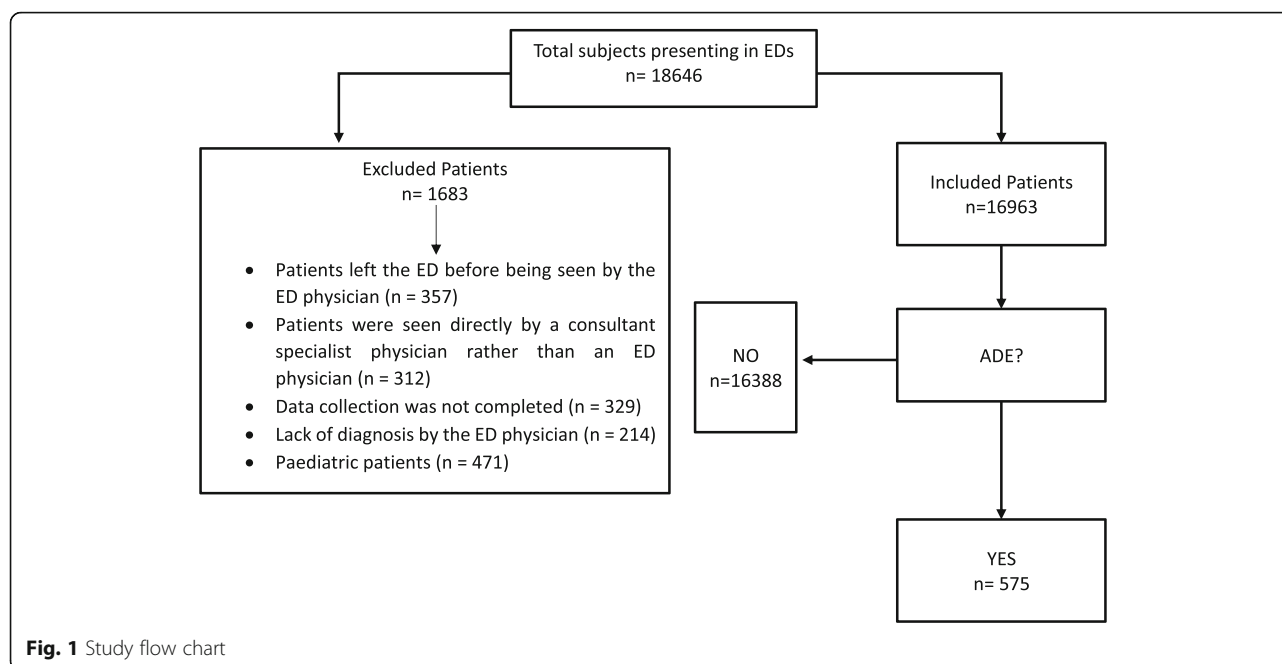 Total subjects presenting in EDs
n= 18646
Excluded Patients
n= 1683
• Patients left the ED before being seen by the
ED physician (n = 357)
• Patients were seen directly by a consultant
specialist physician rather than an ED
physician (n = 312)
• Data collection was not completed (n = 329)
• Lack of diagnosis by the ED physician (n = 214)
• Paediatric patients (n = 471)
Included Patients
n=16963
ADE?
NO
n=16388
YES
n= 575
Fig. 1 Study flow chart